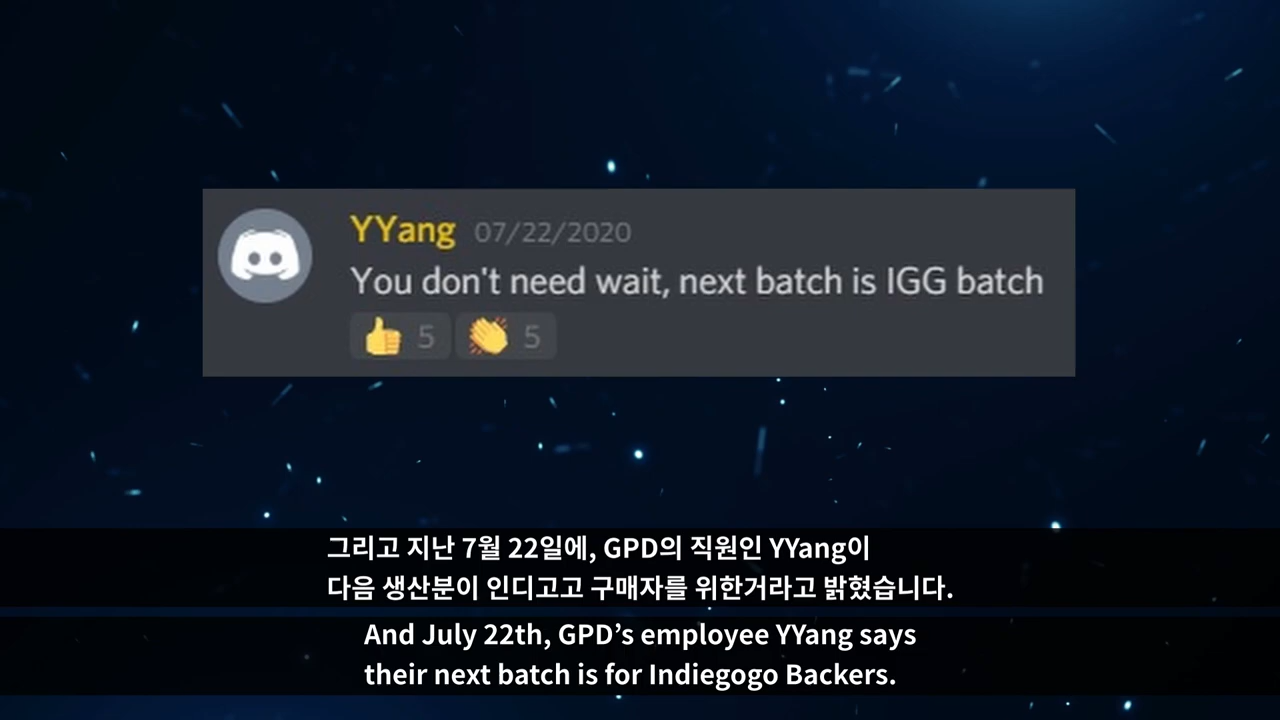 YYang 07/22/2020
You don't need wait, next batch is IGG batch
👍 5 👏 5
그리고 지난 7월 22일에, GPD의 직원인 YYang이
다음 생산분이 인디고고 구매자를 위한거라고 밝혔습니다.
And July 22th, GPD’s employee YYang says
their next batch is for Indiegogo Backers.